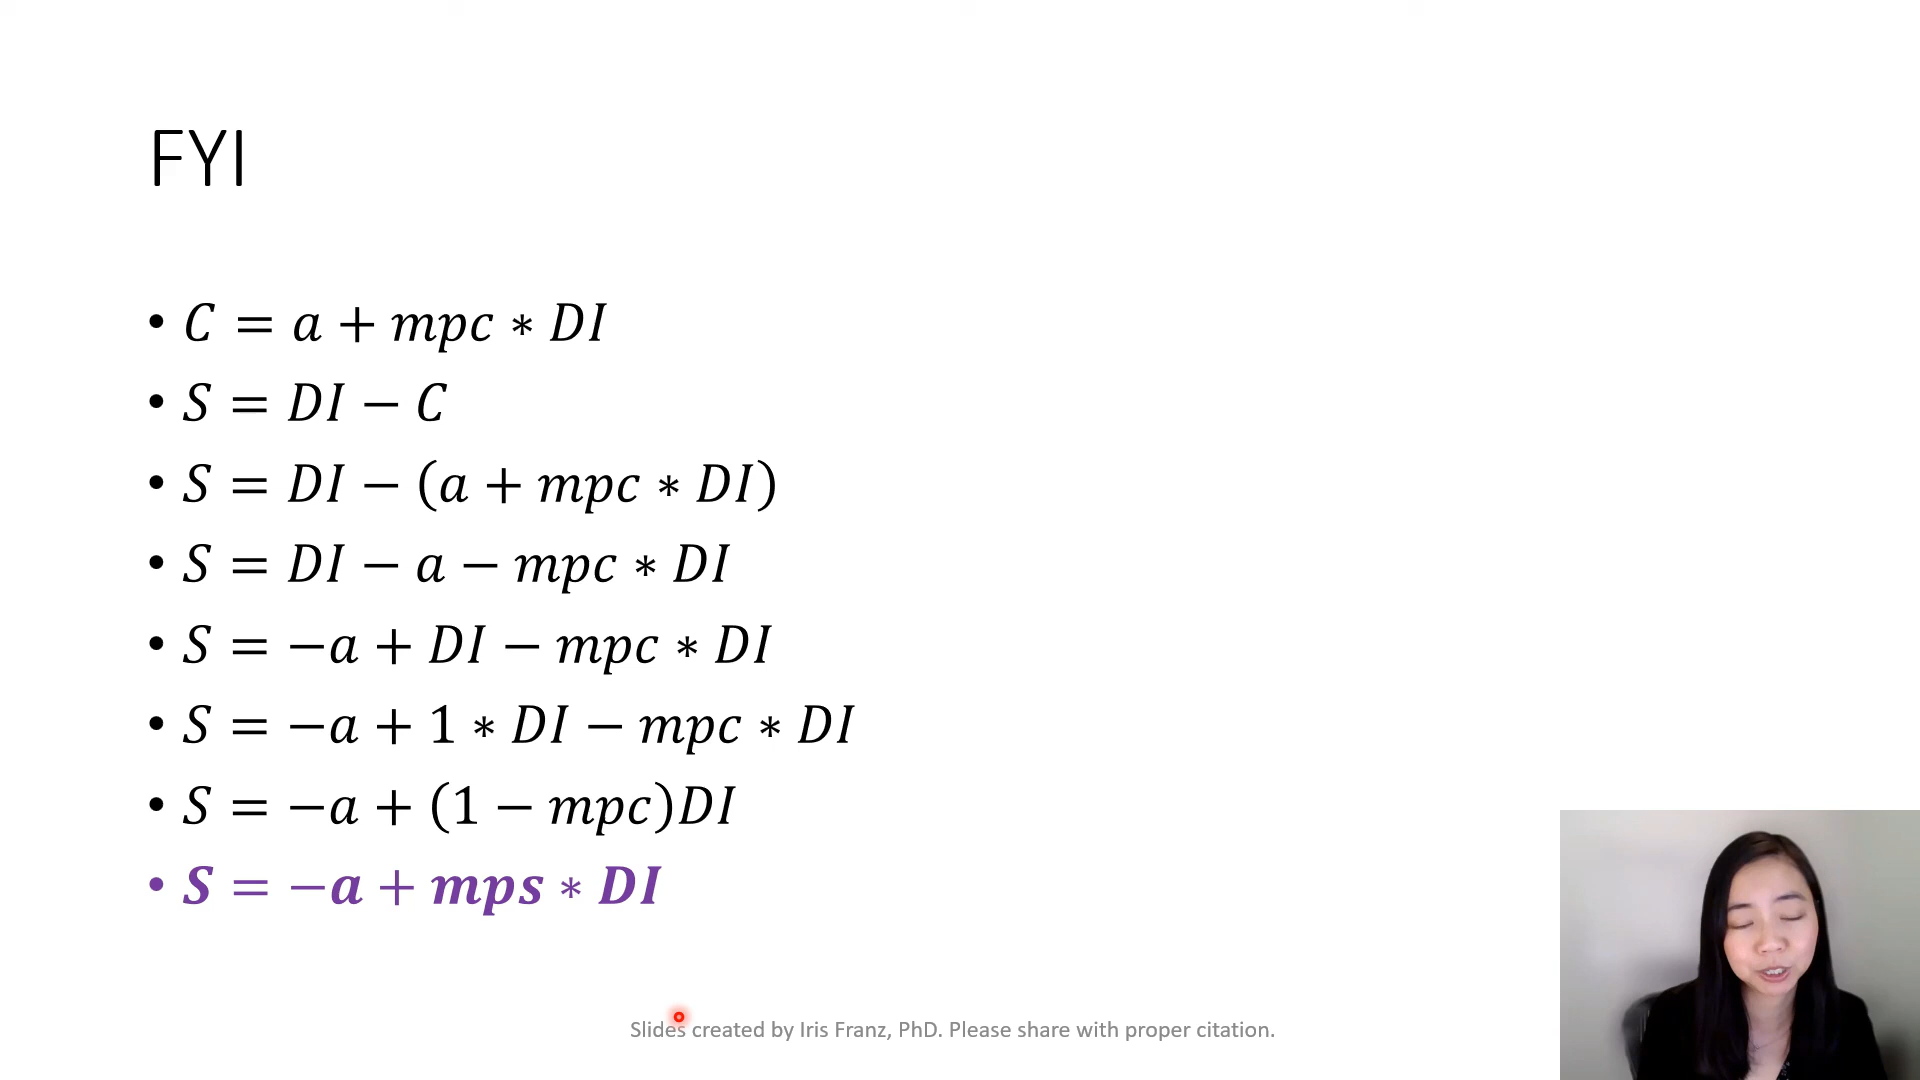 FYI
• C = a + mpc ∗ DI
• S = DI − C
• S = DI − (a + mpc ∗ DI)
• S = DI − a − mpc ∗ DI
• S = −a + DI − mpc ∗ DI
• S = −a + 1 ∗ DI − mpc ∗ DI
• S = −a + (1 − mpc)DI
• S = −a + mps ∗ DI
Slides created by Iris Franz, PhD. Please share with proper citation.